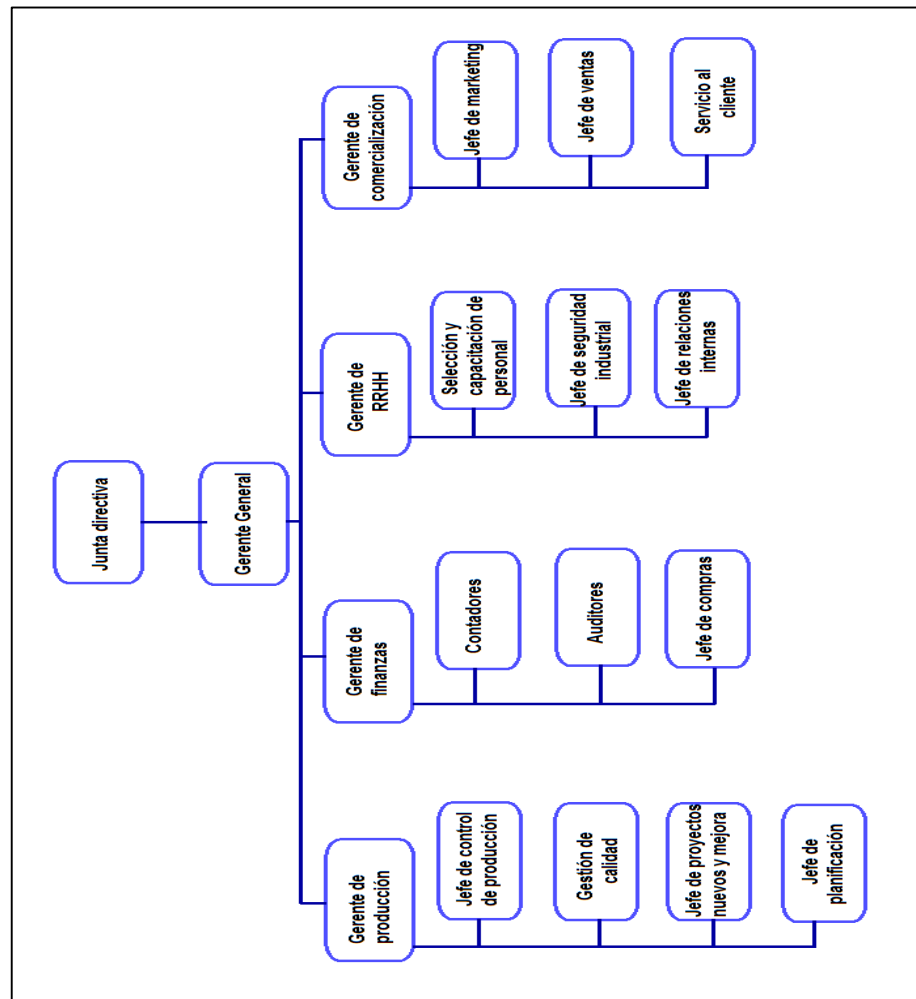 Junta directiva
Gerente General
Gerente de
producción
Gerente de
finanzas
Gerente de
RRHH
Gerente de
comercialización
Jefe de control
de producción
Gestión de
calidad
Jefe de proyectos
nuevos y mejora
Jefe de
planificación
Contadores
Auditores
Jefe de compras
Selección y
capacitación de
personal
Jefe de seguridad
industrial
Jefe de relaciones
internas
Jefe de marketing
Jefe de ventas
Servicio al
cliente